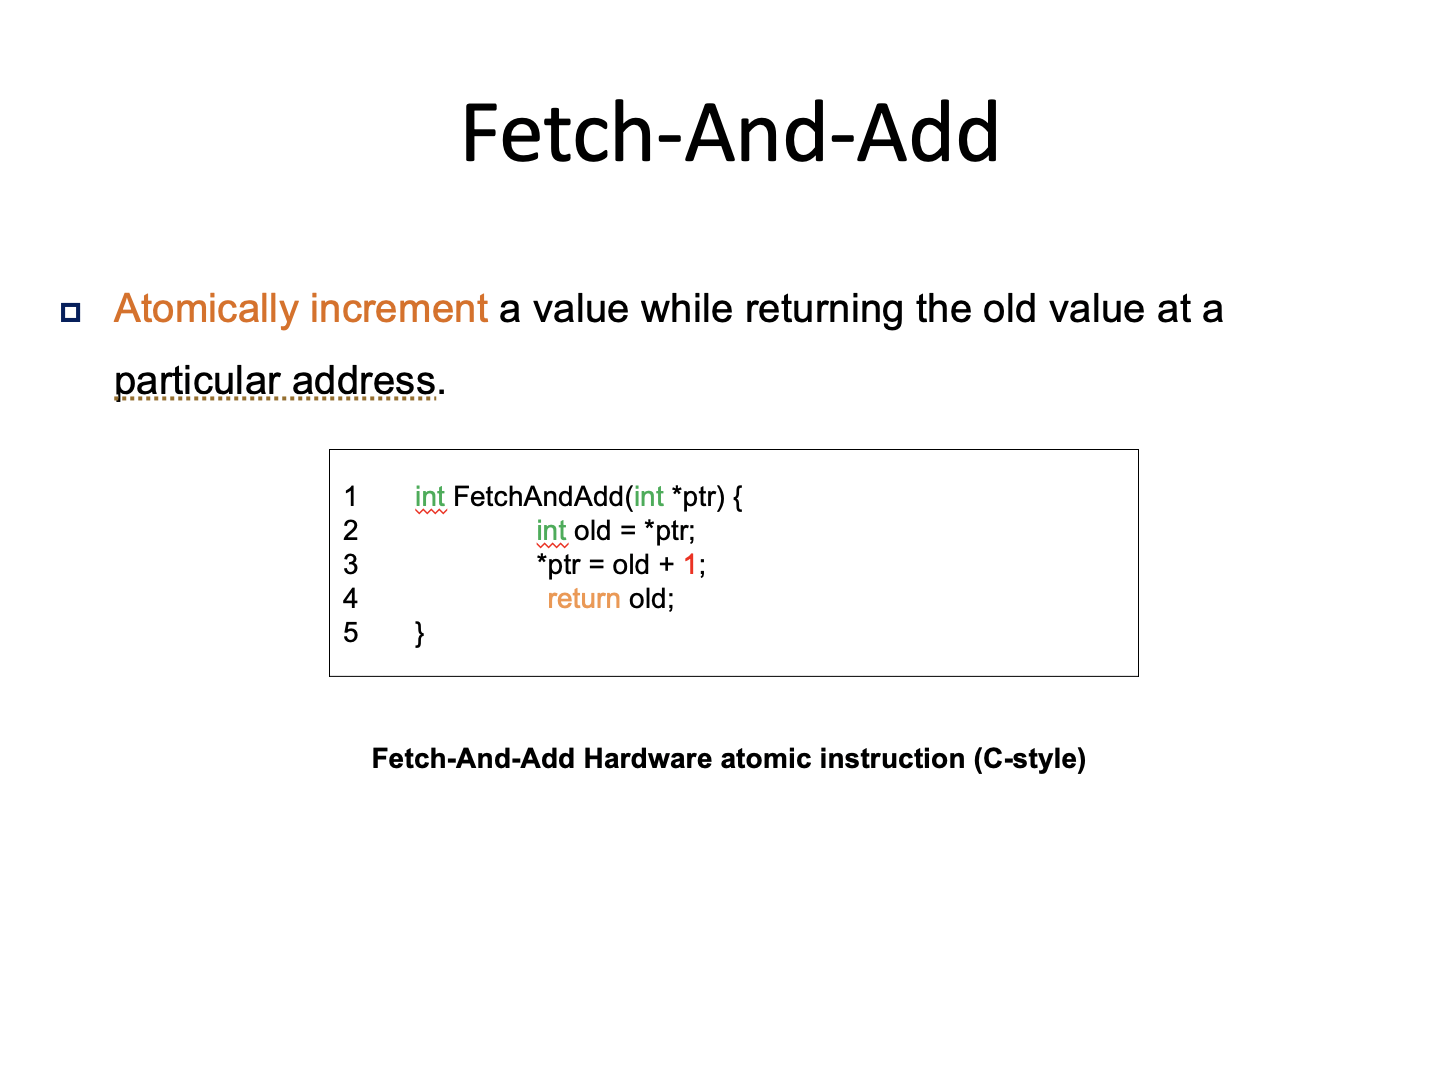 Fetch-And-Add
Atomically increment a value while returning the old value at a
particular address.
1 int FetchAndAdd(int *ptr) {
2 int old = *ptr;
3 *ptr = old + 1;
4 return old;
5 }
Fetch-And-Add Hardware atomic instruction (C-style)